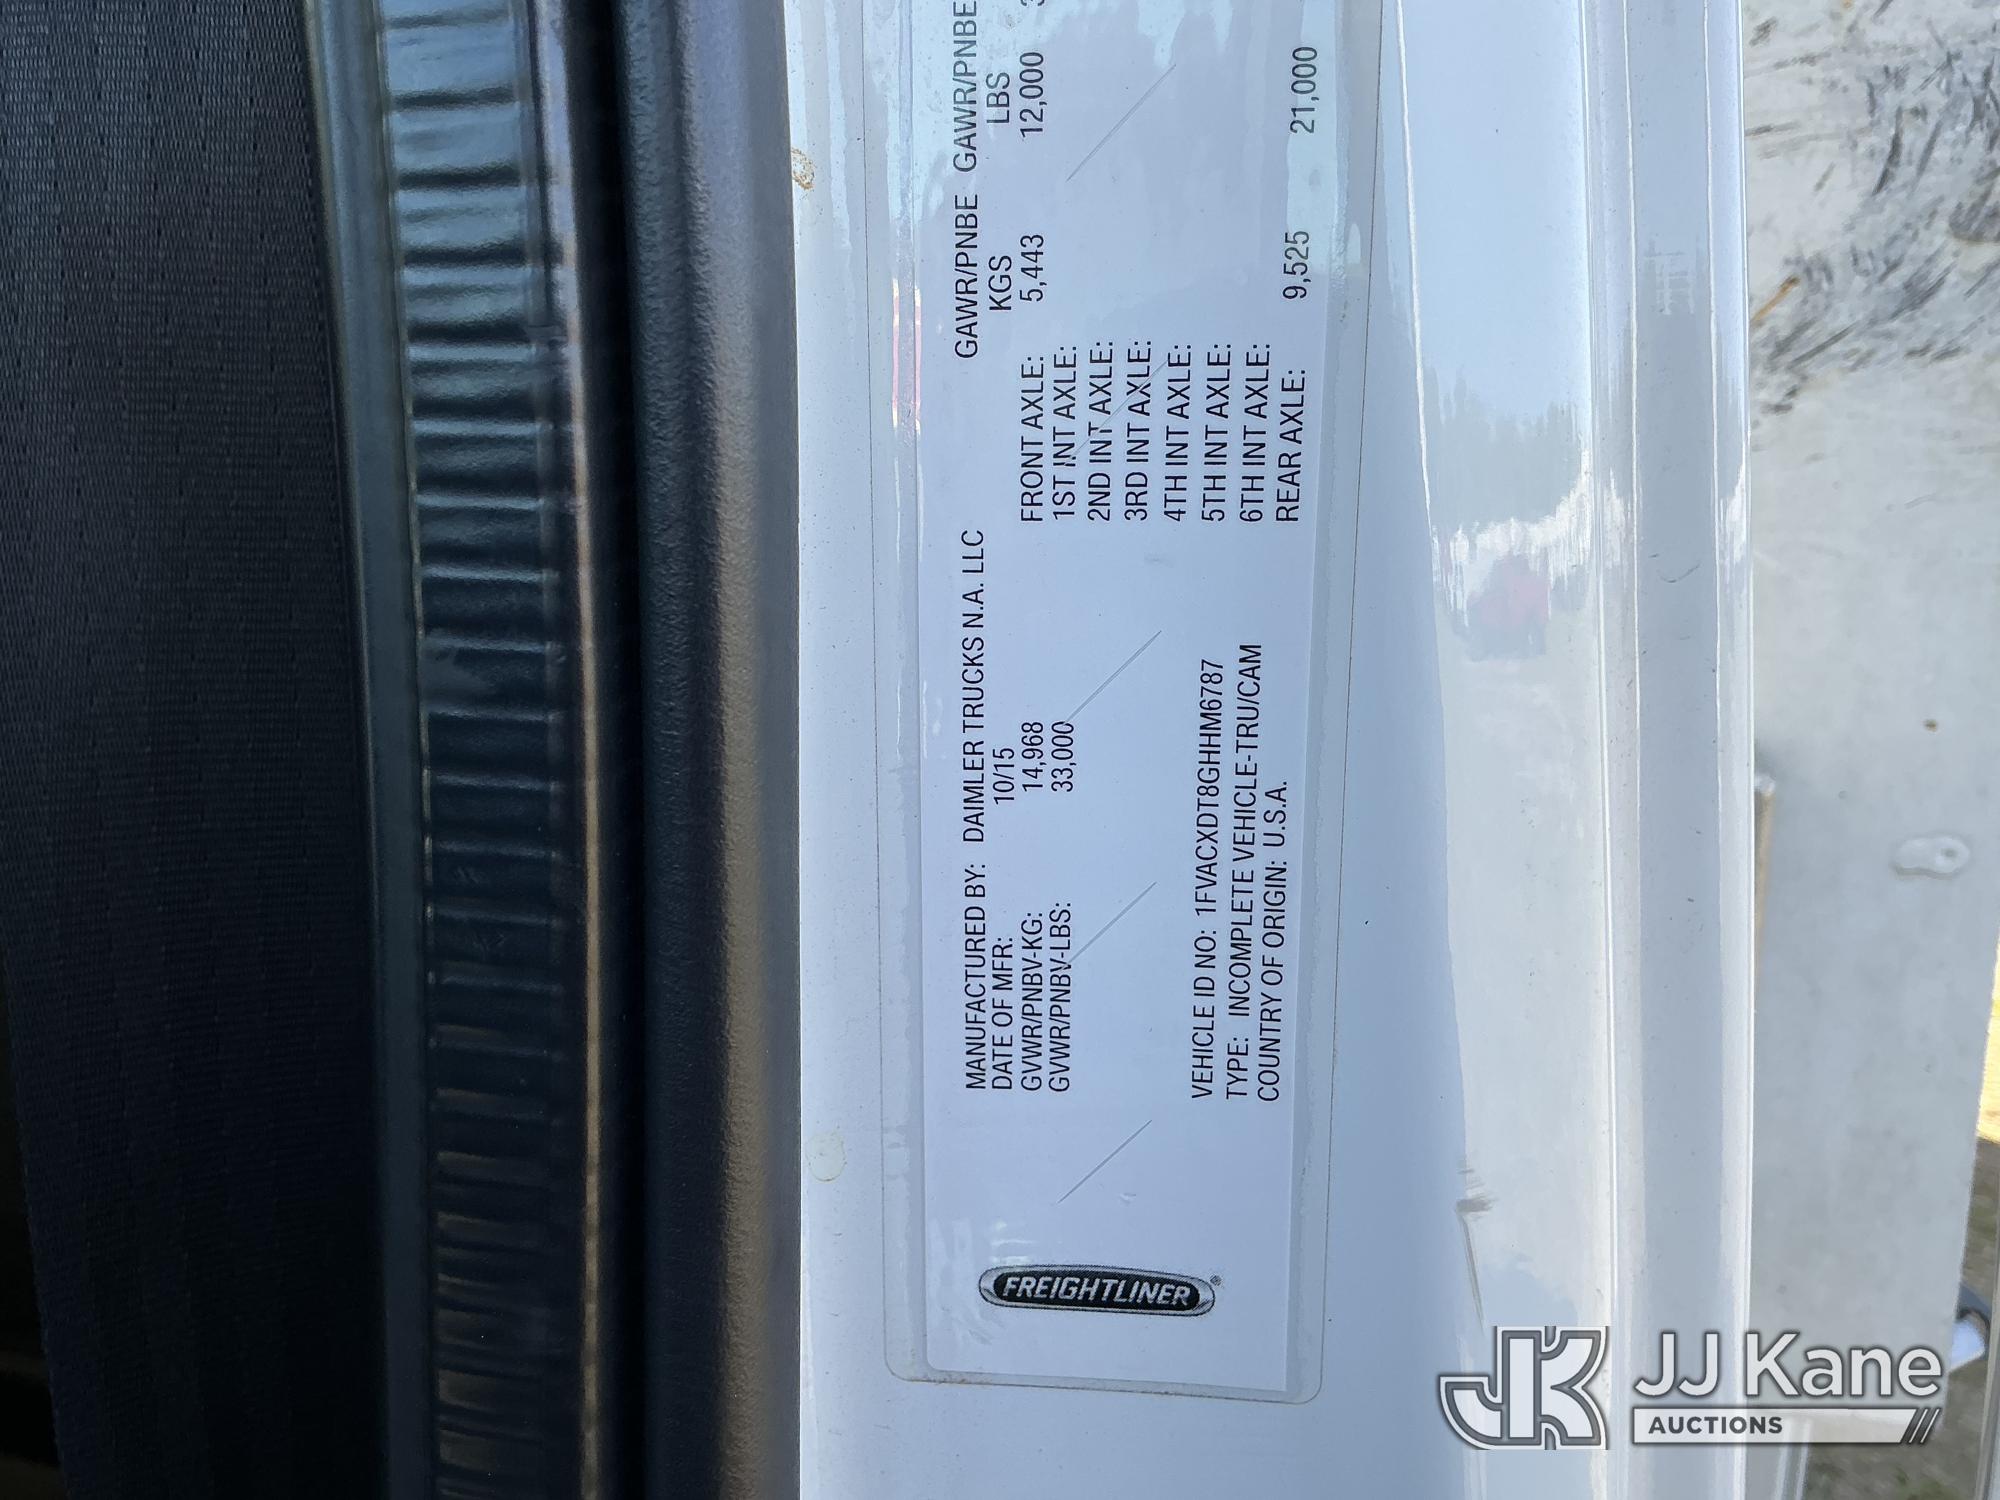 FREIGHTLINER®
MANUFACTURED BY: DAIMLER TRUCKS N.A. LLC
DATE OF MFR: 10/15
GVWR/PNBV-KG: 14,968
GVWR/PNBV-LBS: 33,000
VEHICLE ID NO: 1FVACXDT8GHHM6787
TYPE: INCOMPLETE VEHICLE-TRU/CAM
COUNTRY OF ORIGIN: U.S.A.
GAWR/PNBE GAWR/PNBE
KGS LBS
FRONT AXLE: 5,443 12,000
1ST INT AXLE:
2ND INT AXLE:
3RD INT AXLE:
4TH INT AXLE:
5TH INT AXLE:
6TH INT AXLE:
REAR AXLE: 9,525 21,000
JK JJ Kane
AUCTIONS